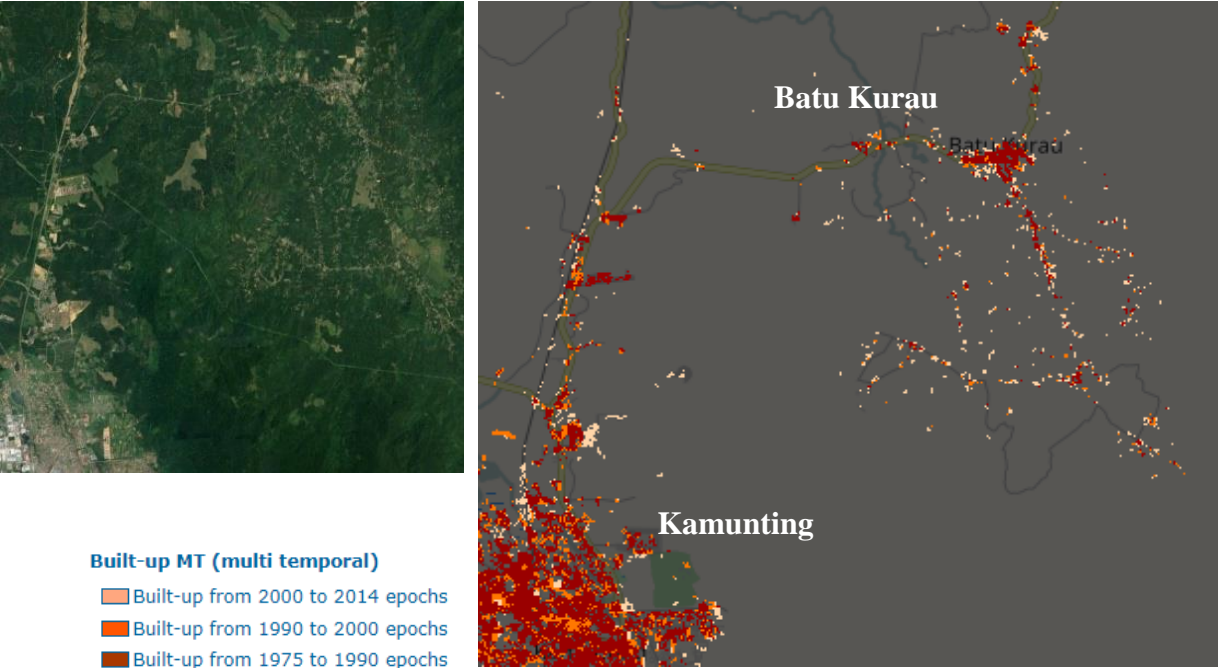 Batu Kurau
Batu Kurau
Kamunting
Built-up MT (multi temporal)
Built-up from 2000 to 2014 epochs
Built-up from 1990 to 2000 epochs
Built-up from 1975 to 1990 epochs